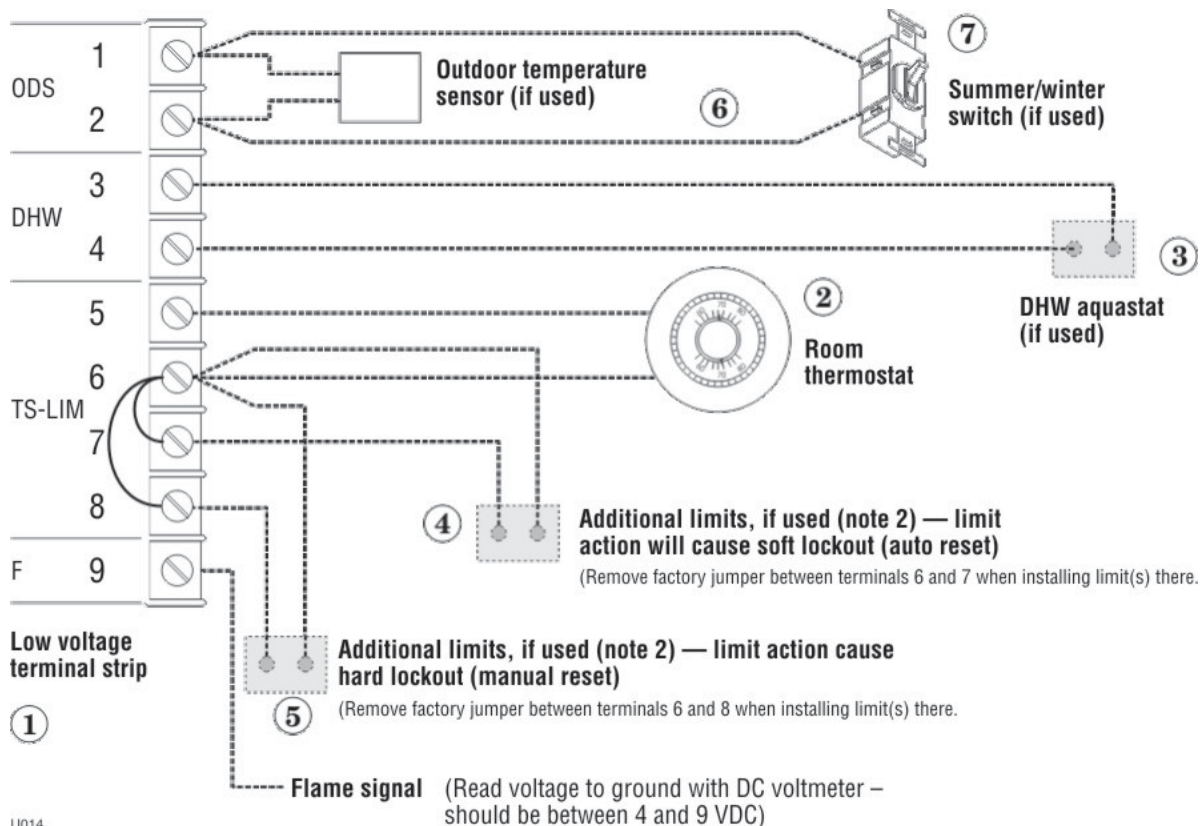 ODS
1
2
Outdoor temperature
sensor (if used)
6
7
Summer/winter
switch (if used)
DHW
3
4
3
DHW aquastat
(if used)
TS-LIM
5
6
7
8
2
Room
thermostat
4
Additional limits, if used (note 2) — limit
action will cause soft lockout (auto reset)
(Remove factory jumper between terminals 6 and 7 when installing limit(s) there.
F 9
Low voltage
terminal strip
1
5
Additional limits, if used (note 2) — limit action cause
hard lockout (manual reset)
(Remove factory jumper between terminals 6 and 8 when installing limit(s) there.
Flame signal (Read voltage to ground with DC voltmeter –
should be between 4 and 9 VDC)